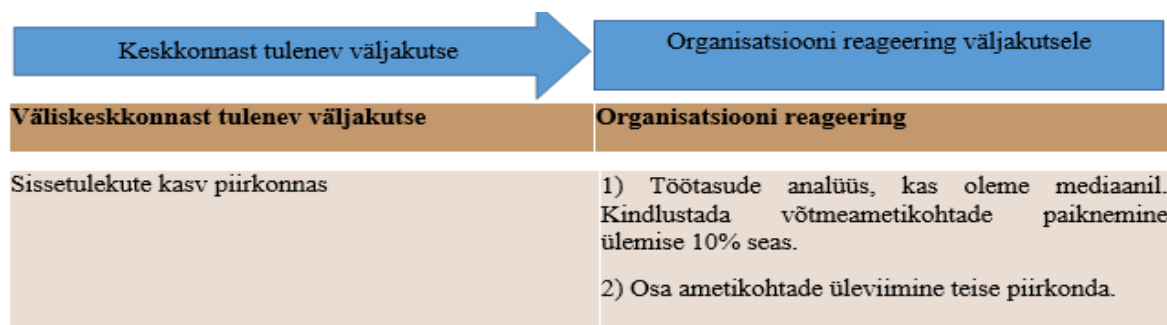 Keskkonnast tulenev väljakutse
Organisatsiooni reageering väljakutsele
Väliskeskkonnast tulenev väljakutse
Organisatsiooni reageering
Sissetulekute kasv piirkonnas
1) Töötasude analüüs, kas oleme mediaanil.
Kindlustada võtmeametikohtade paiknemine
ülemise 10% seas.
2) Osa ametikohtade üleviimine teise piirkonda.